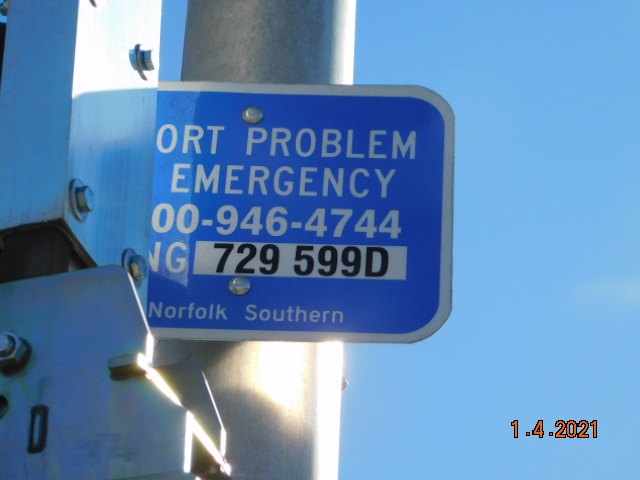 ORT PROBLEM
EMERGENCY
00-946-4744
NG 729 599D
Norfolk Southern
1.4.2021